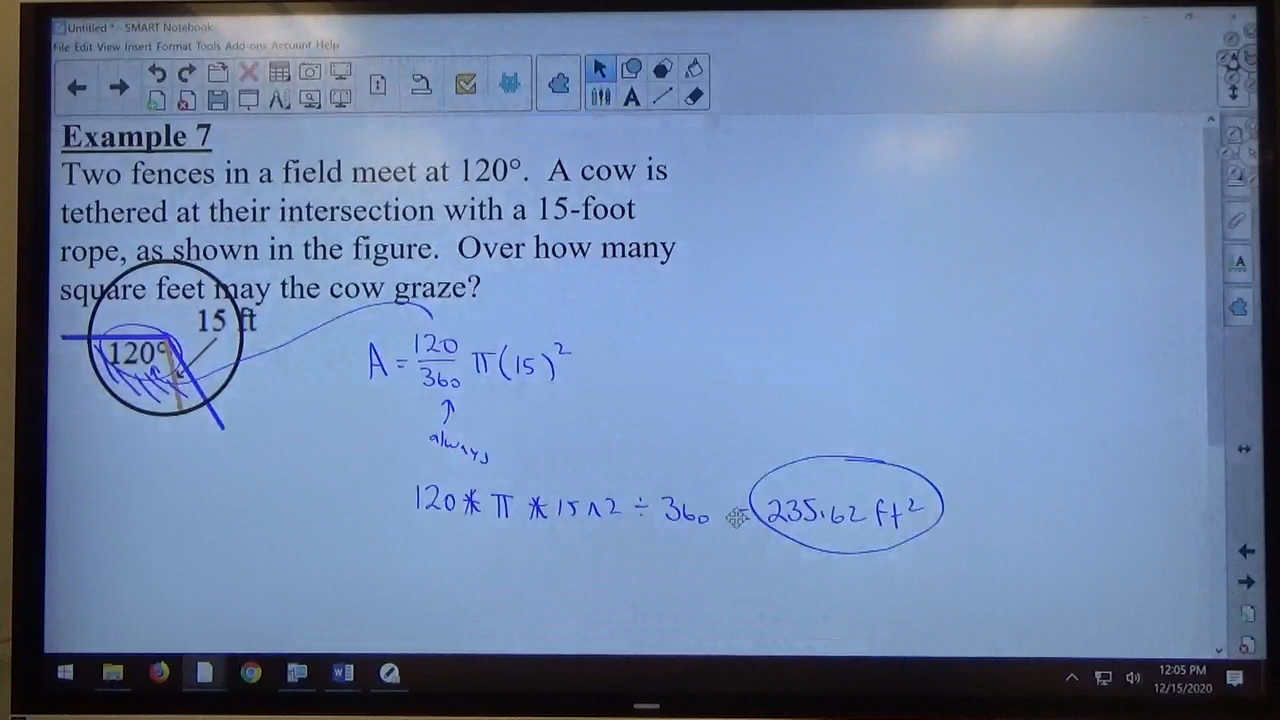 Untitled * - SMART Notebook
File Edit View Insert Format Tools Add-ons Account Help
Example 7
Two fences in a field meet at 120°. A cow is
tethered at their intersection with a 15-foot
rope, as shown in the figure. Over how many
square feet may the cow graze?
15 ft
120°
A = 120/360 π(15)²
always
120 * π * 15^2 ÷ 360 = 235.62 ft²
12:05 PM
12/15/2020